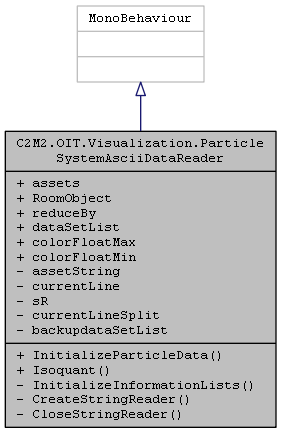 MonoBehaviour
C2M2.OIT.Visualization.Particle
SystemAsciiDataReader
+ assets
+ RoomObject
+ reduceBy
+ dataSetList
+ colorFloatMax
+ colorFloatMin
- assetString
- currentLine
- sR
- currentLineSplit
- backupdataSetList
+ InitializeParticleData()
+ Isoquant()
- InitializeInformationLists()
- CreateStringReader()
- CloseStringReader()